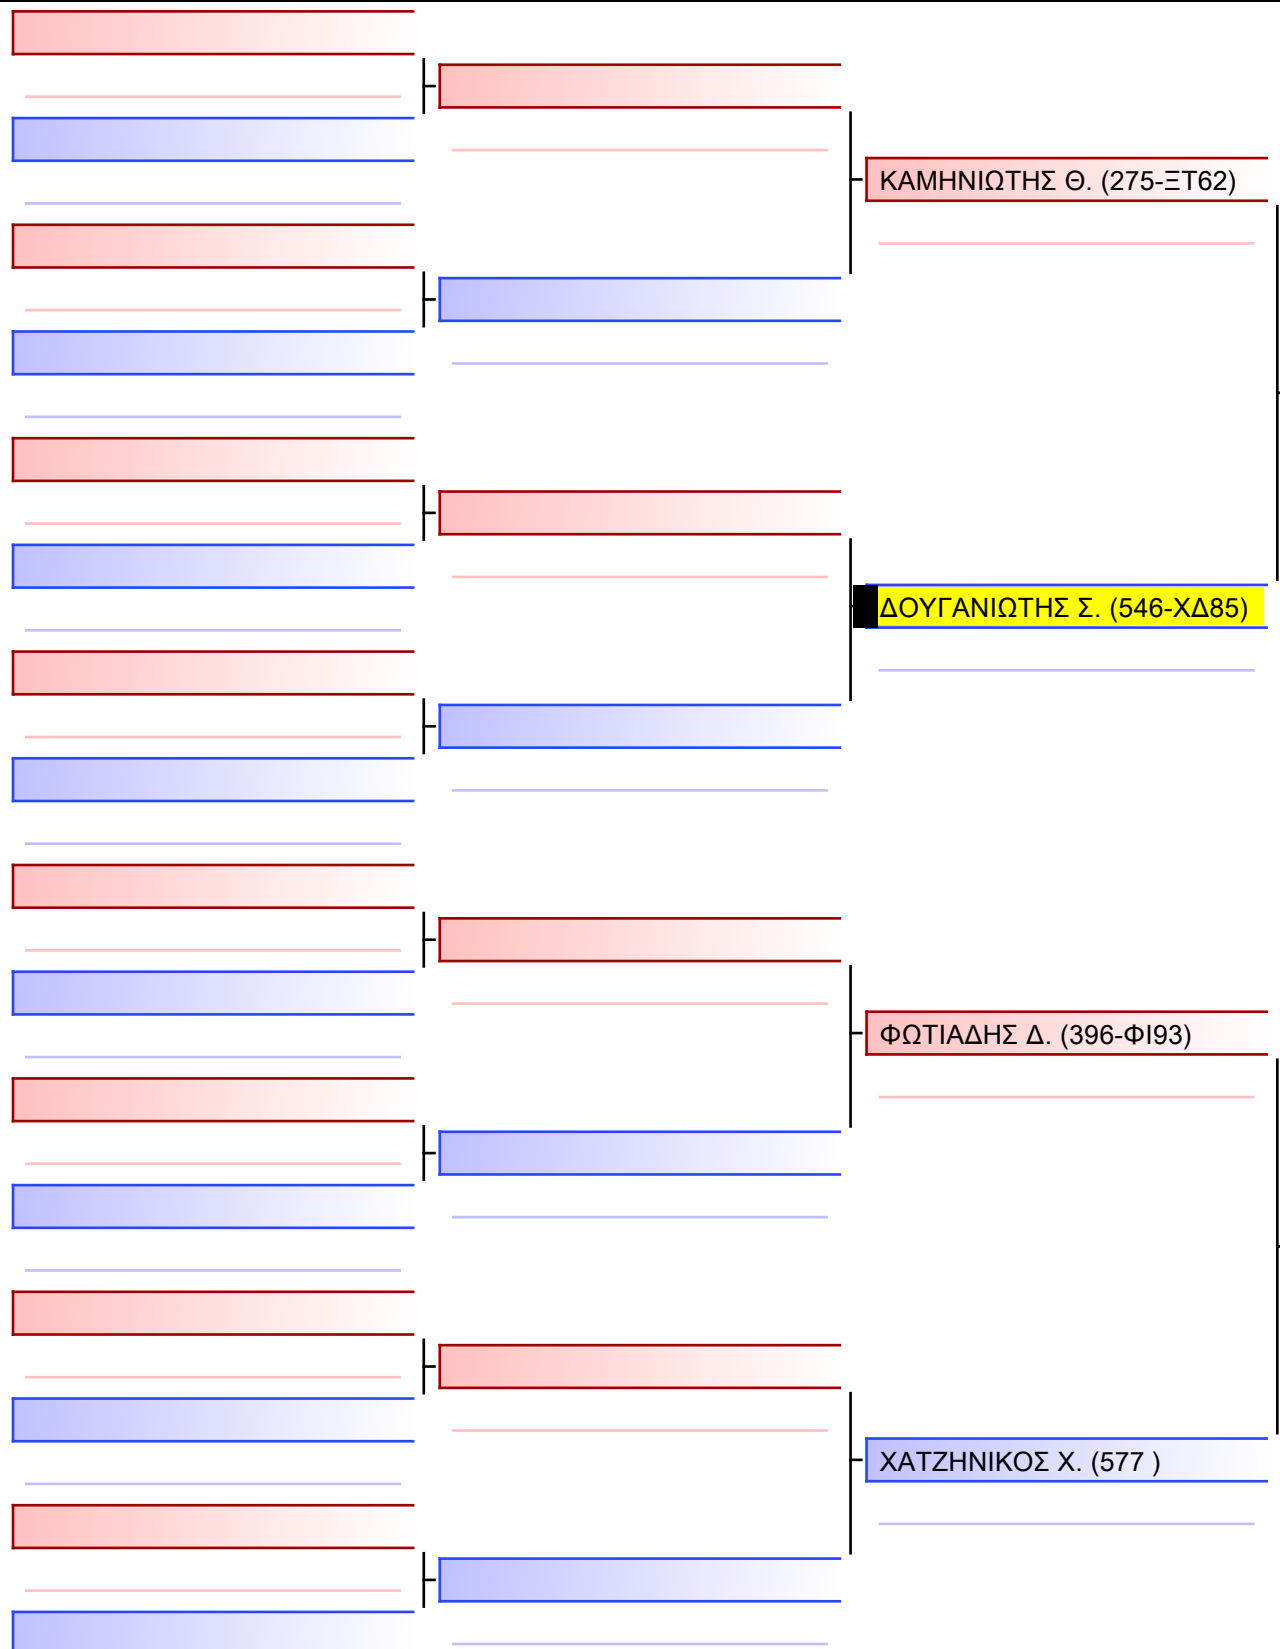 ΚΑΜΗΝΙΩΤΗΣ Θ. (275-ΞΤ62)
ΔΟΥΓΑΝΙΩΤΗΣ Σ. (546-ΧΔ85)
ΦΩΤΙΑΔΗΣ Δ. (396-ΦΙ93)
ΧΑΤΖΗΝΙΚΟΣ Χ. (577 )